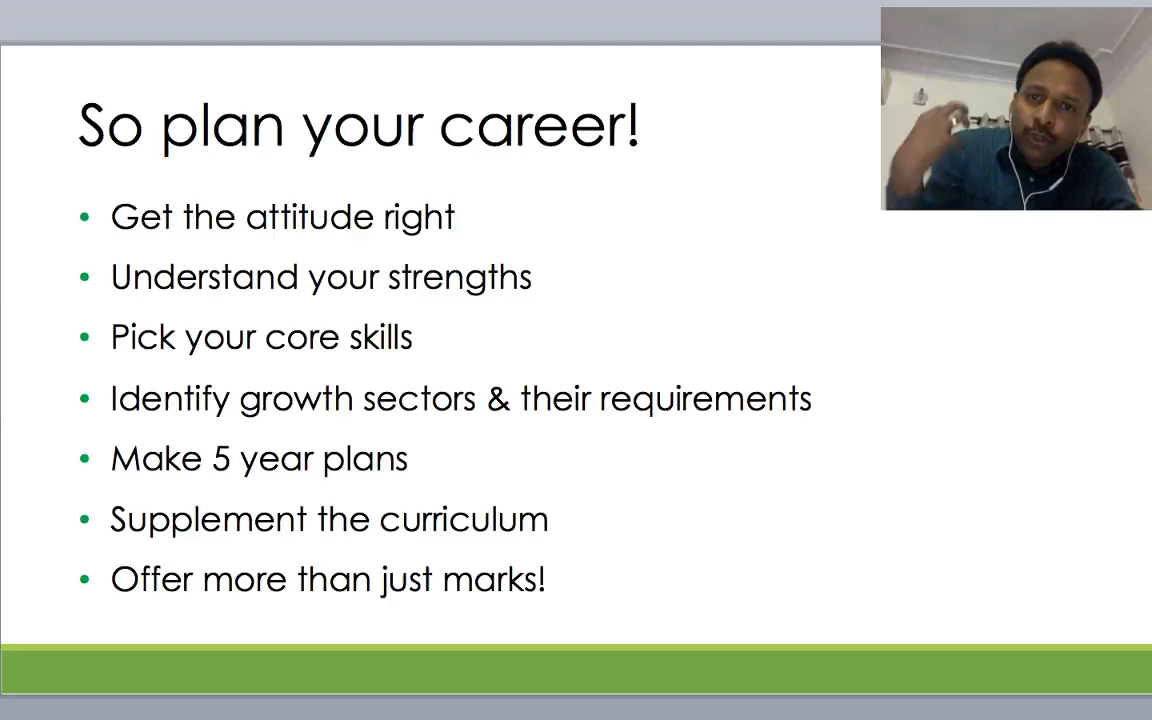 So plan your career!
Get the attitude right
Understand your strengths
Pick your core skills
Identify growth sectors & their requirements
Make 5 year plans
Supplement the curriculum
Offer more than just marks!